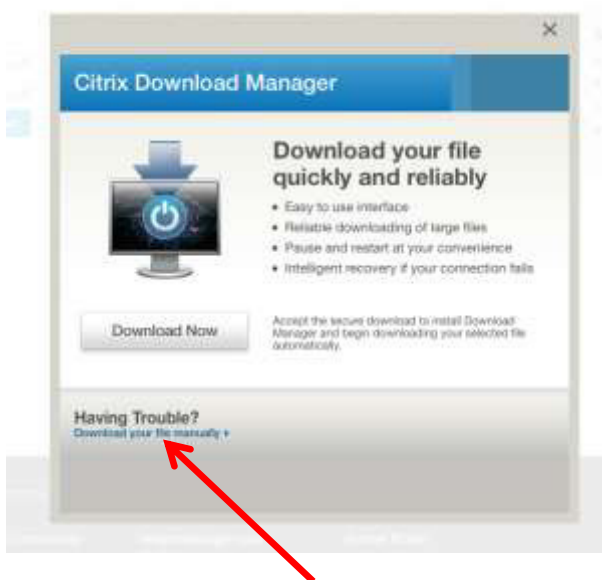 Citrix Download Manager
Download your file
quickly and reliably
• Easy to use interface
• Reliable downloading of large files
• Pause and restart at your convenience
• Intelligent recovery if your connection fails
Download Now
Accept the secure download to install Download
Manager and begin downloading your selected file
automatically.
Having Trouble?
Download your file manually